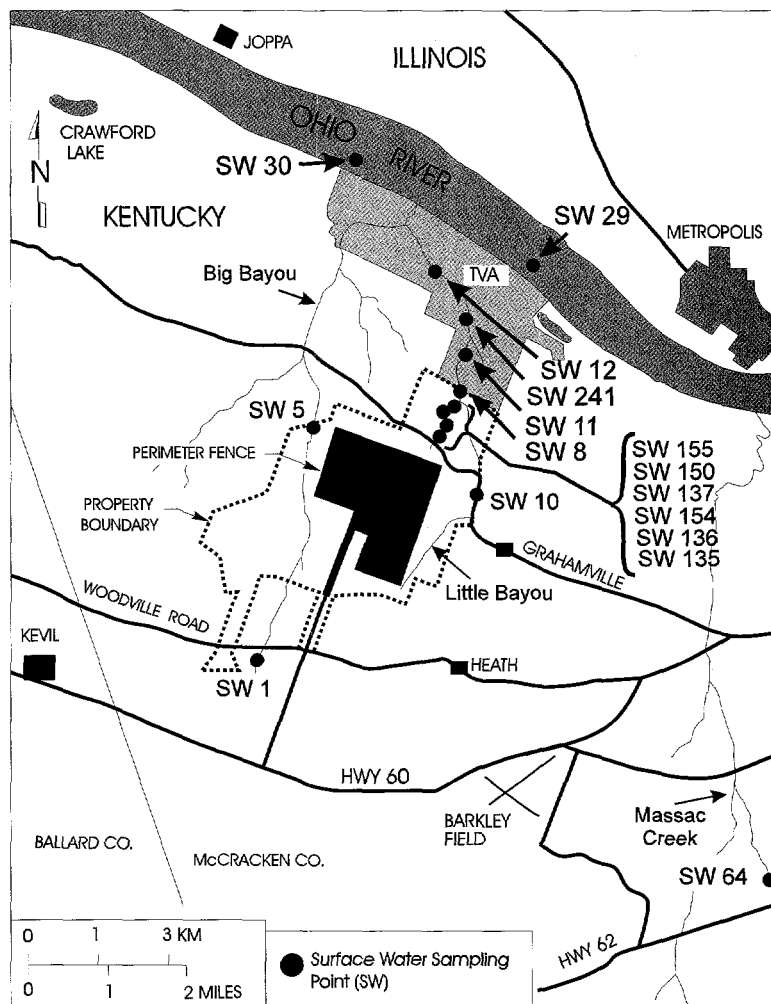 JOPPA
ILLINOIS
OHIO RIVER
CRAWFORD
LAKE
SW 30
N
KENTUCKY
SW 29
METROPOLIS
Big Bayou
TVA
SW 12
SW 241
SW 11
SW 8
SW 5
PERIMETER FENCE
SW 155
SW 150
SW 137
SW 154
SW 136
SW 135
PROPERTY
BOUNDARY
SW 10
GRAHAMVILLE
Little Bayou
WOODVILLE ROAD
KEVIL
HEATH
SW 1
HWY 60
BARKLEY
FIELD
Massac
Creek
BALLARD CO.
McCRACKEN CO.
SW 64
HWY 62
0 1 3 KM
0 1 2 MILES
Surface Water Sampling
Point (SW)